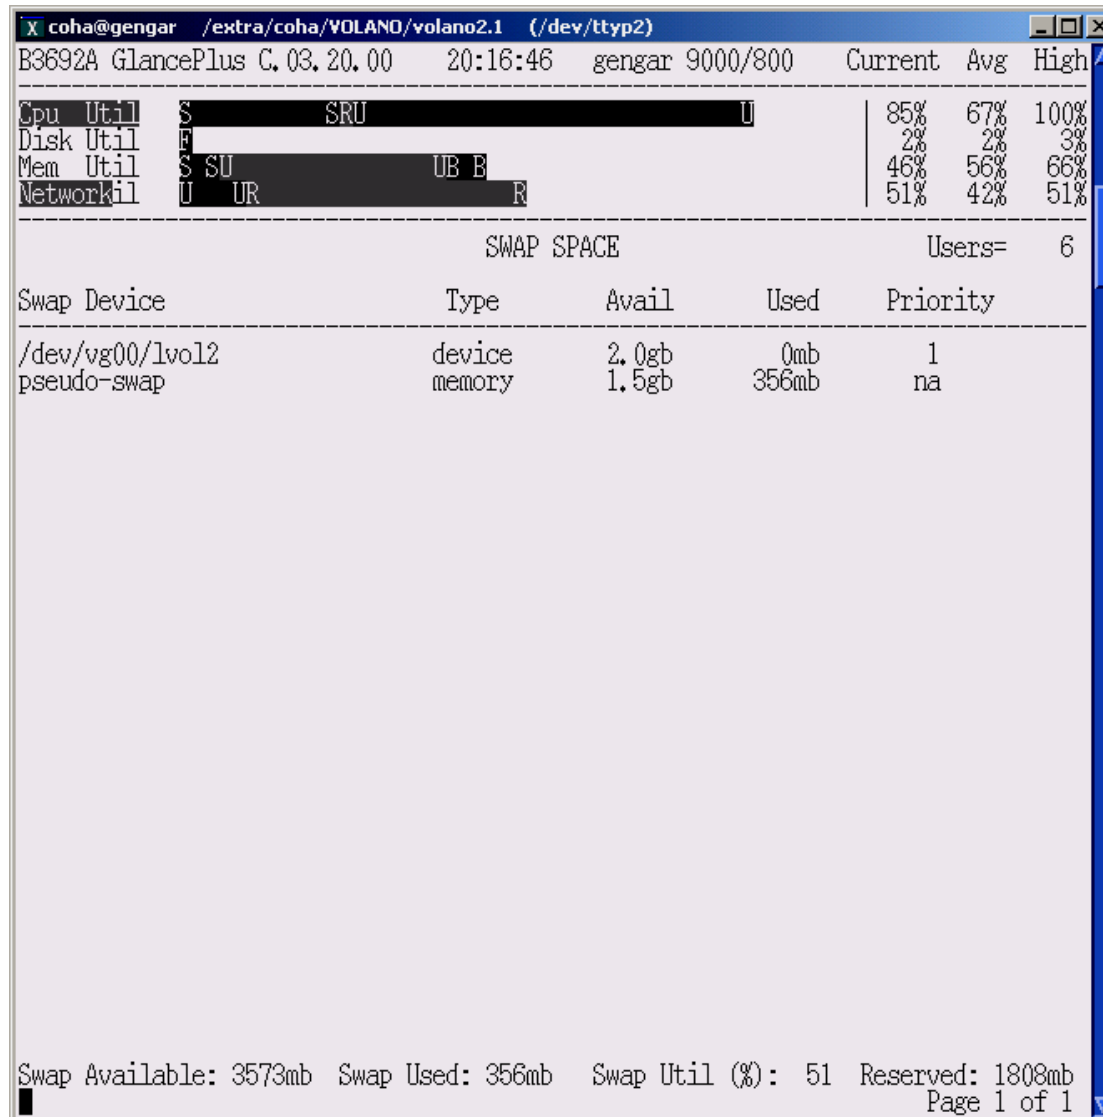 X coha@gengar /extra/coha/VOLANO/volano2.1 (/dev/ttyp2)
B3692A GlancePlus C.03.20.00 20:16:46 gengar 9000/800 Current Avg High
Cpu Util S SRU U 85% 67% 100%
Disk Util F 2% 2% 3%
Mem Util S SU UB B 46% 56% 66%
Networkil U UR R 51% 42% 51%
SWAP SPACE Users= 6
Swap Device Type Avail Used Priority
/dev/vg00/lvol2 device 2.0gb 0mb 1
pseudo-swap memory 1.5gb 356mb na
Swap Available: 3573mb Swap Used: 356mb Swap Util (%): 51 Reserved: 1808mb
Page 1 of 1